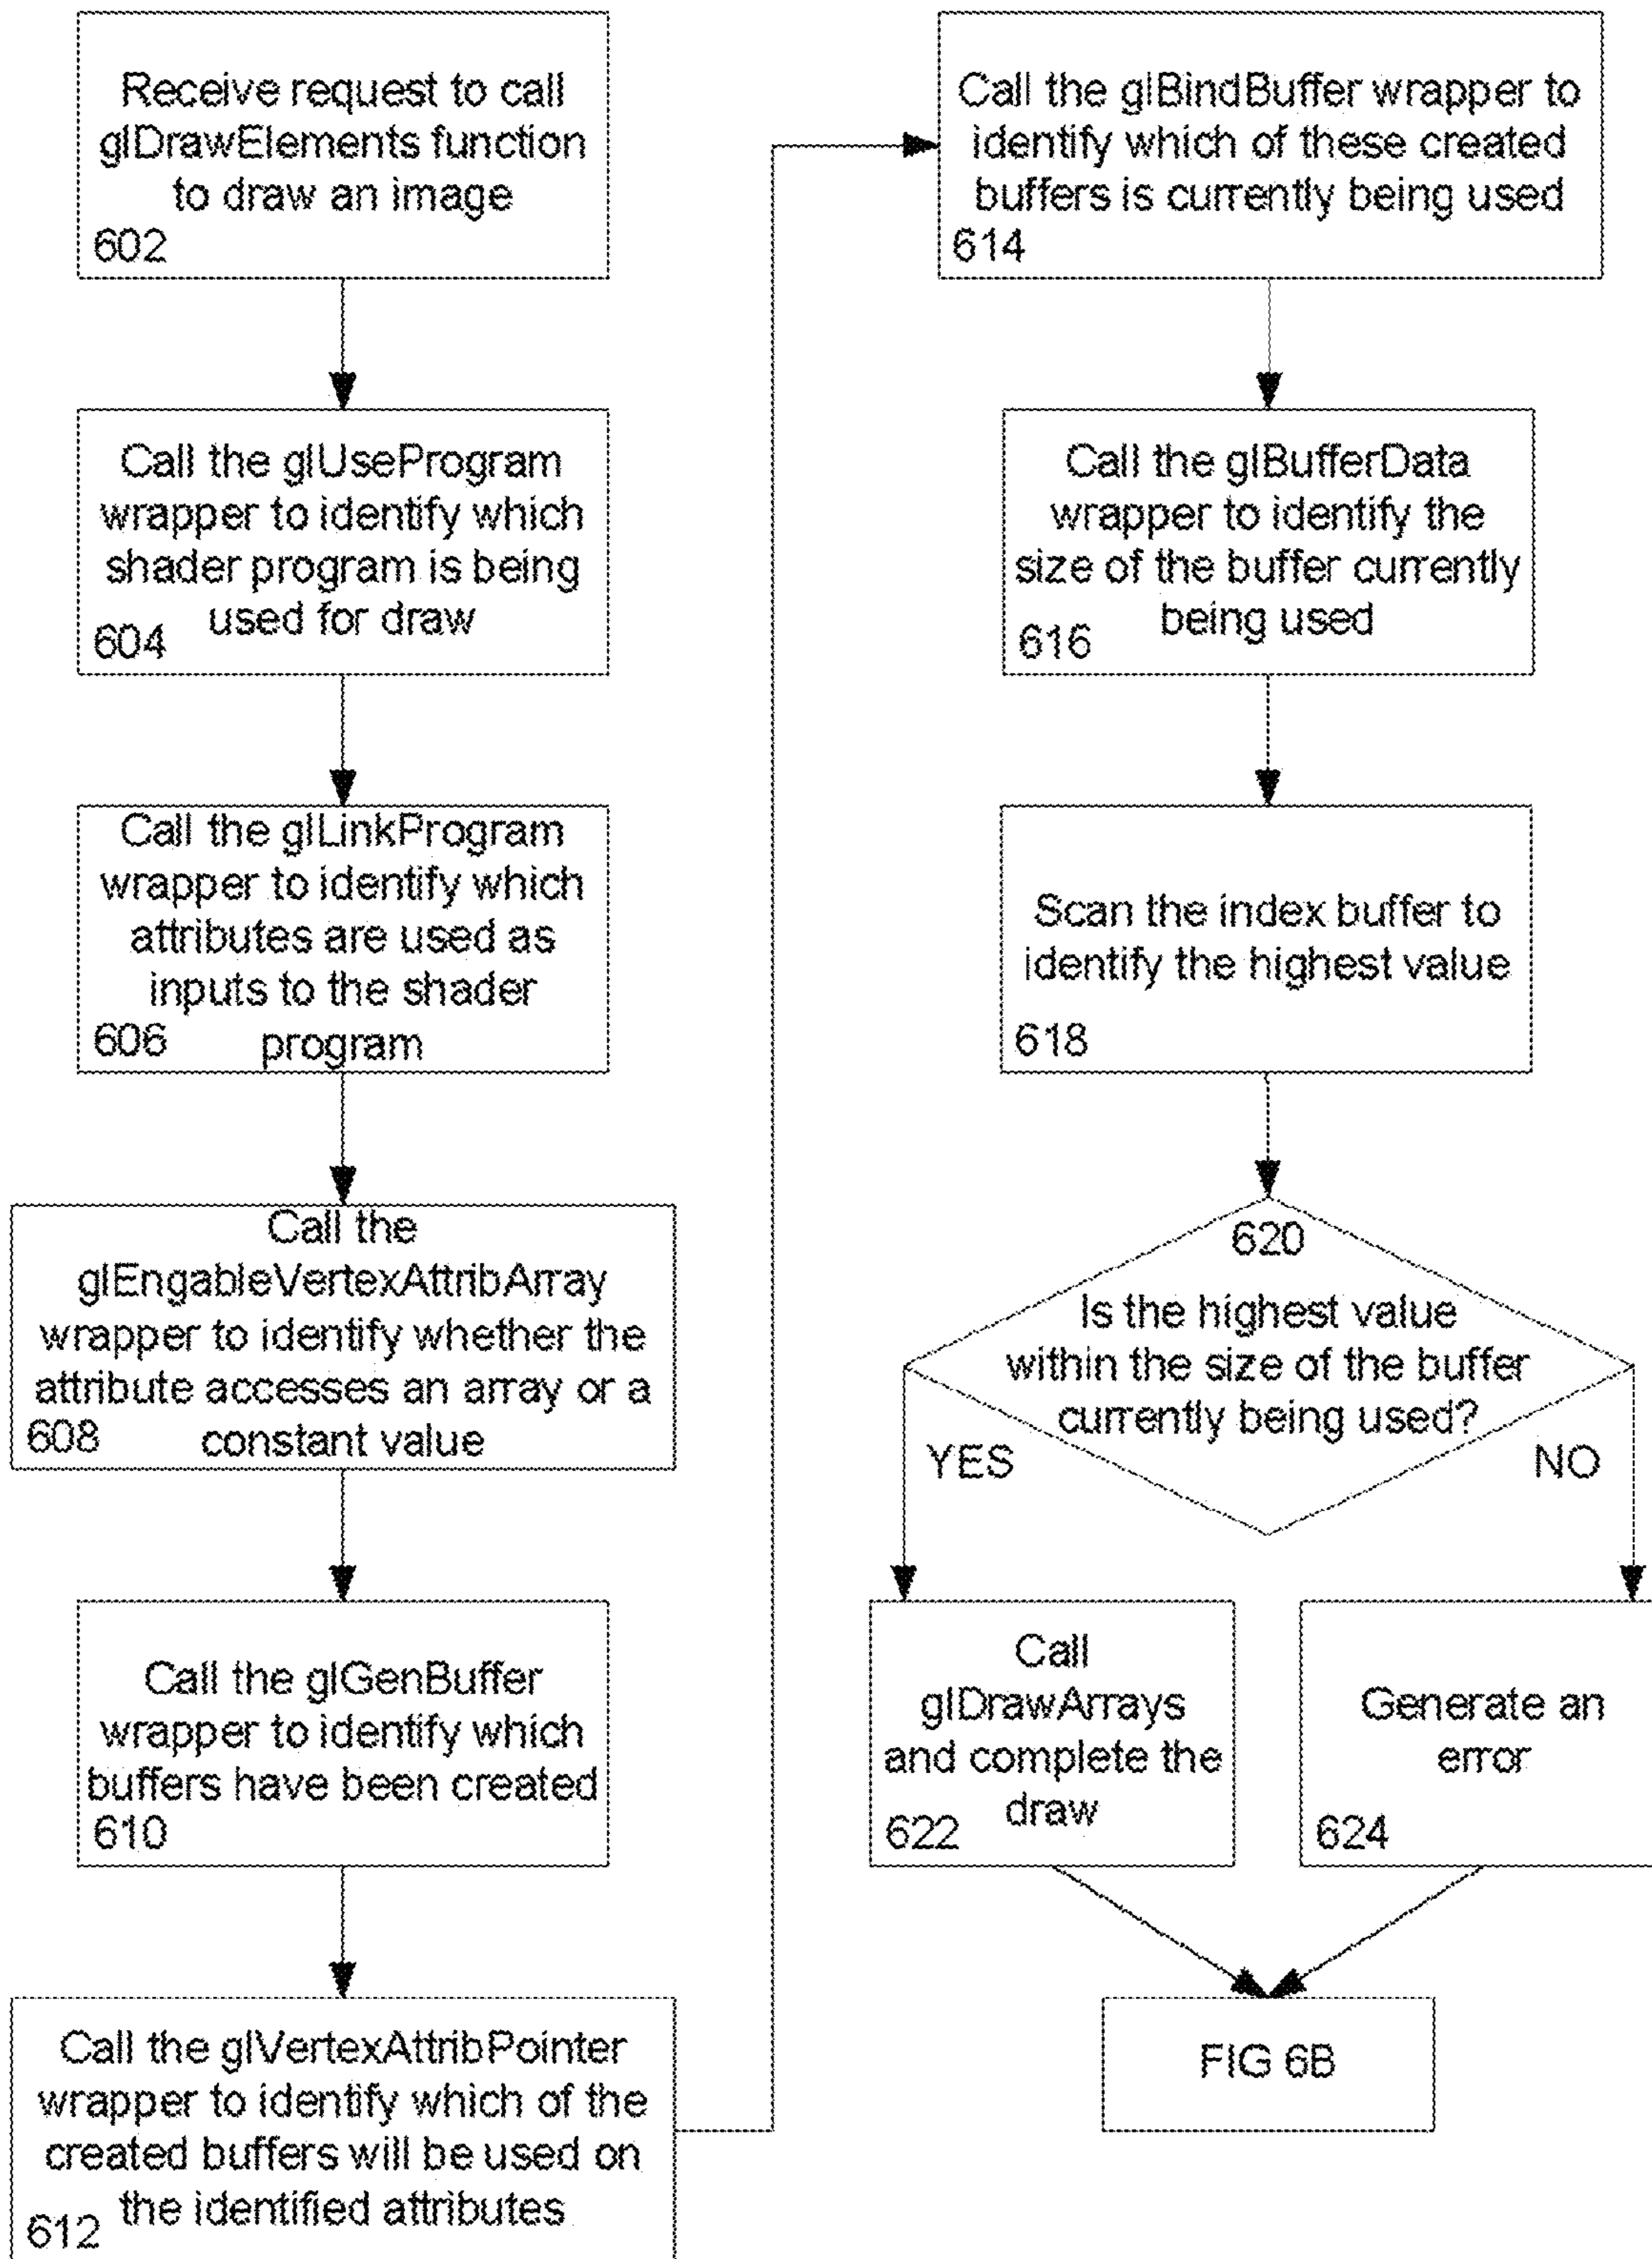 Receive request to call
glDrawElements function
to draw an image
602
Call the glUseProgram
wrapper to identify which
shader program is being
used for draw
604
Call the glLinkProgram
wrapper to identify which
attributes are used as
inputs to the shader
program
606
Call the
glEngableVertexAttribArray
wrapper to identify whether the
attribute accesses an array or a
constant value
608
Call the glGenBuffer
wrapper to identify which
buffers have been created
610
Call the glVertexAttribPointer
wrapper to identify which of the
created buffers will be used on
the identified attributes
612
Call the glBindBuffer wrapper to
identify which of these created
buffers is currently being used
614
Call the glBufferData
wrapper to identify the
size of the buffer currently
being used
616
Scan the index buffer to
identify the highest value
618
620
Is the highest value
within the size of the buffer
currently being used?
YES
NO
Call
glDrawArrays
and complete the
draw
622
Generate an
error
624
FIG 6B